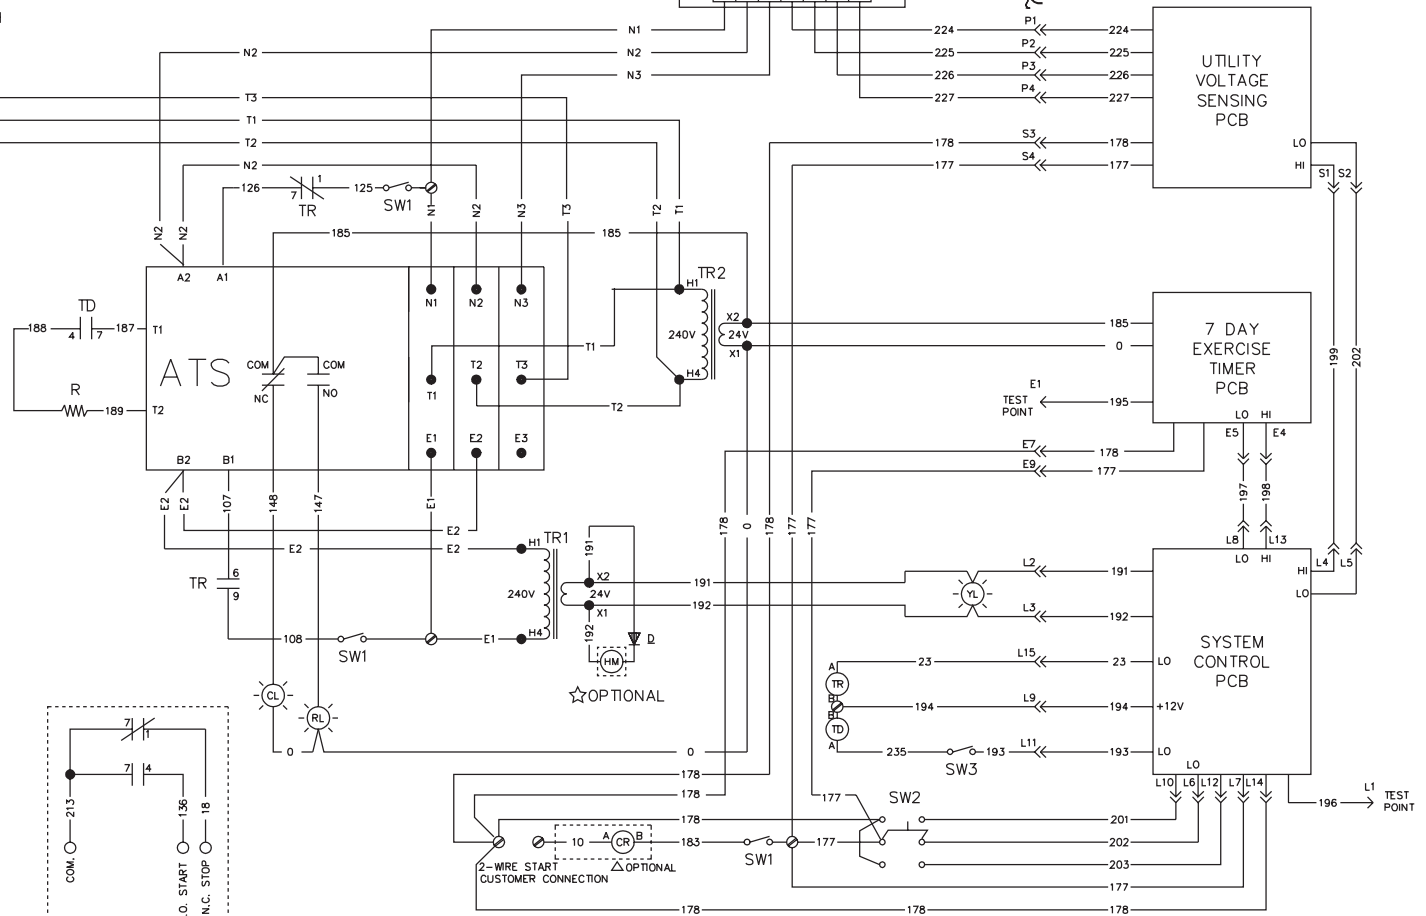 N1 224 P1 224
N2 N2 225 P2 225
N3 226 P3 226
UTILITY
VOLTAGE
SENSING
PCB
T3 227 P4 227
T1
T2 178 S3 178 LO
N2 177 S4 177 HI S1 S2
126 7 1 125
TR SW1
N2 N2 N1 N2 N3 T3 T2 T1
185 185
A2 A1 TR2
H1
N1 N2 N3
TD
188 4 7 187 T1
X2 185
240V 24V
T1 X1 0
7 DAY
EXERCISE
TIMER
PCB
199 202
ATS
COM COM T2 T3 H4
R NC NO T1
189 T2 T2
E1
TEST
POINT
195
LO HI
E1 E2 E3
E5 E4
E7 178
B2 B1
E9 177
E2 E2 107 148 147 E1
178 0 178 177 177
197 198
E2
L8 L13
E2 E2 H1 TR1 191
LO HI
TR 6
9
X2 191 L2 191 HI L4 L5
240V 24V YL LO
X1 192 L3 192
192
108 SW1 E1 H4
D
HM
☆OPTIONAL
SYSTEM
CONTROL
PCB
A 23 L15 23 LO
TR
B 194 L9 194 +12V
B
TD
A 235 SW3 193 L11 193 LO
CL
RL
0 0
7 1
7 4
213 136 18
COM.
N.C. STOP
178
178
177 SW2
LO
L10 L6 L12 L7 L14
196 L1
TEST
POINT
178 201
10 A CR B 183 SW1 177 202
2-WIRE START
CUSTOMER CONNECTION
△OPTIONAL
203
177
178 178 178